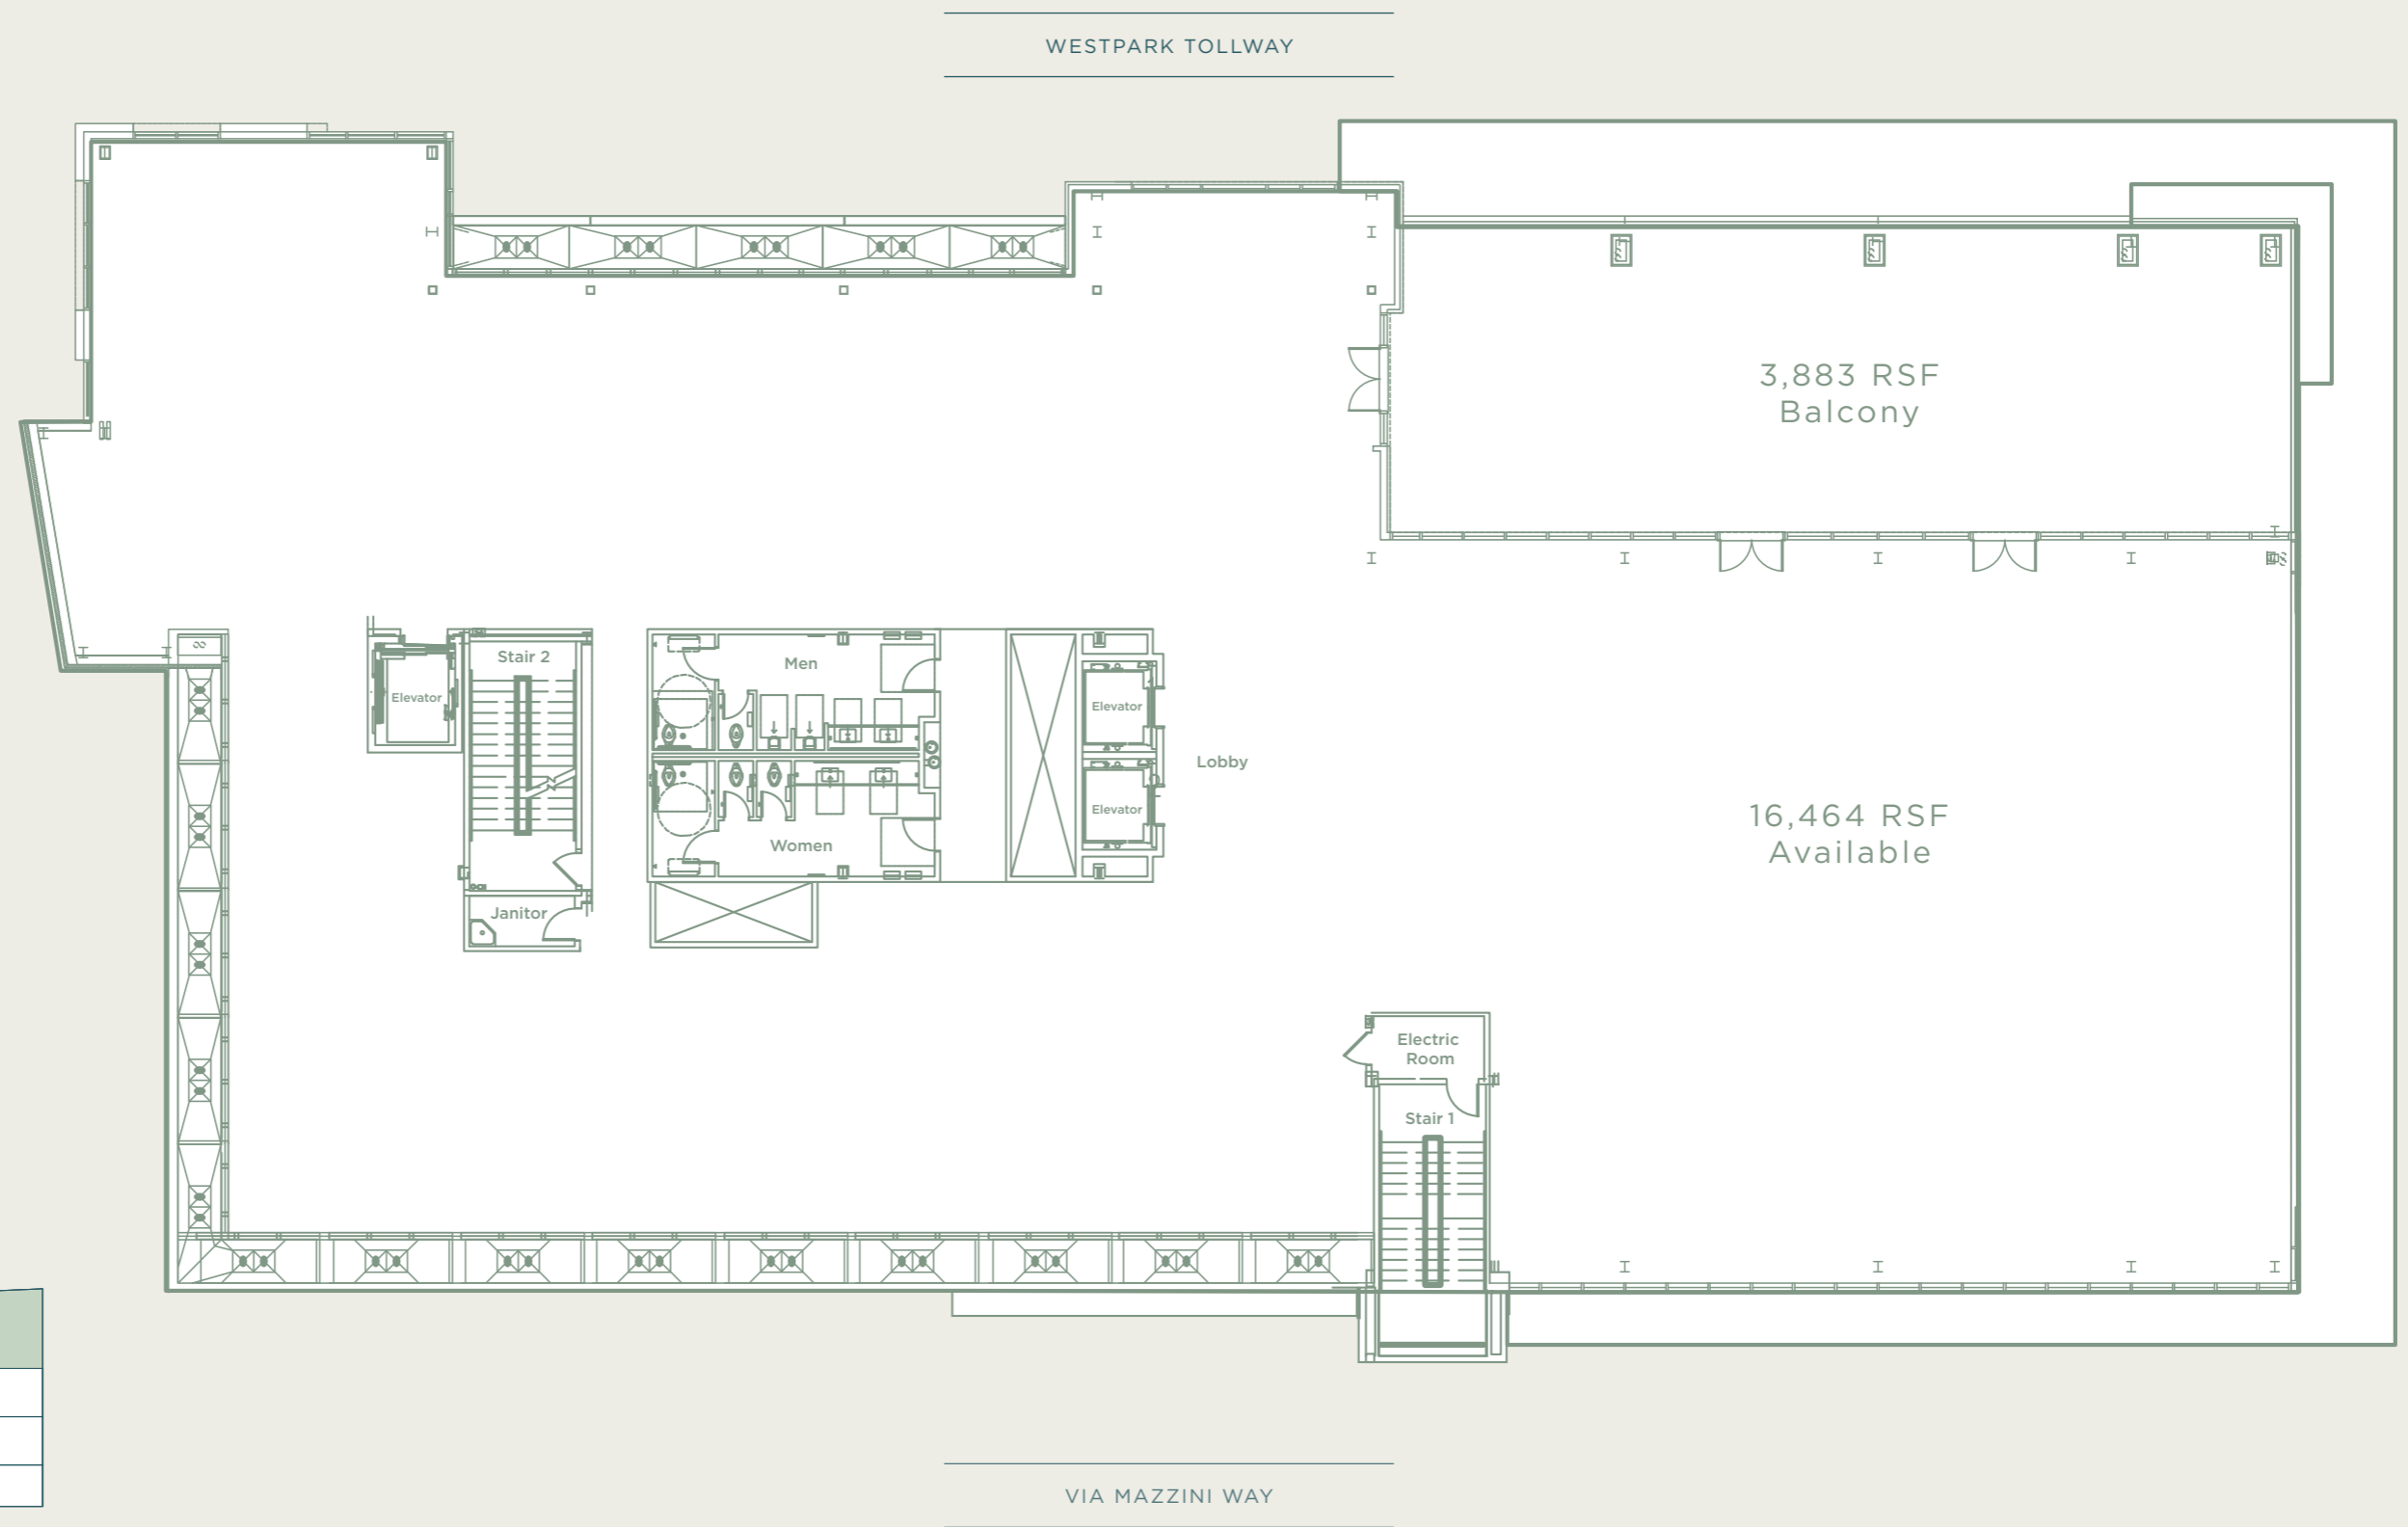 WESTPARK TOLLWAY
3,883 RSF
Balcony
Stair 2
Men
Elevator
Elevator
Lobby
Elevator
16,464 RSF
Available
Women
Janitor
Electric
Room
Stair 1
VIA MAZZINI WAY